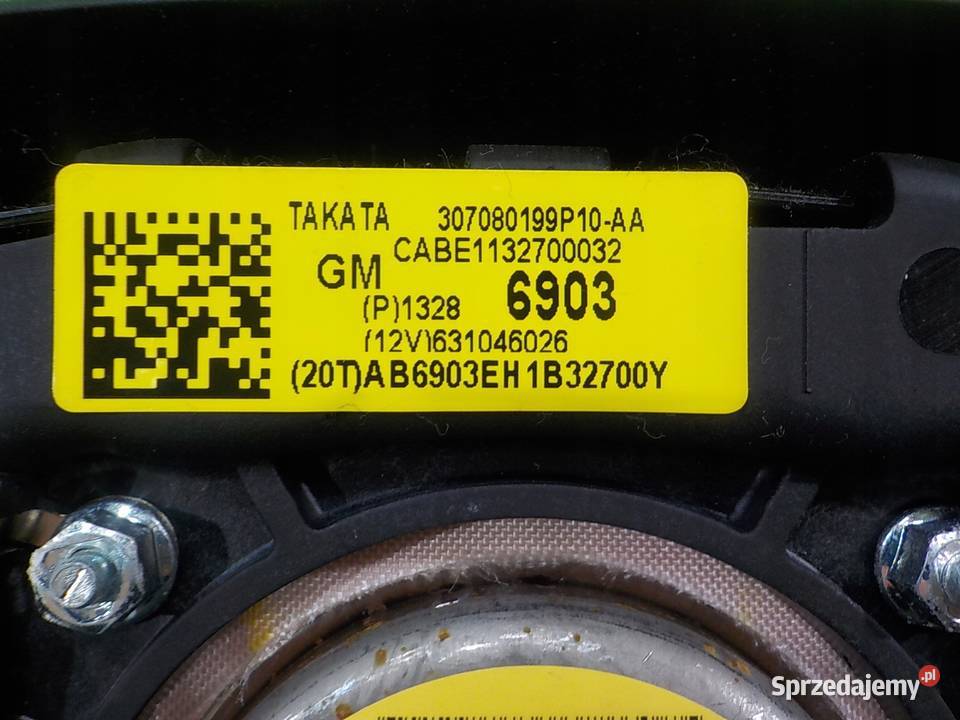 TAKATA 307080199P10-AA
CABE1132700032
GM
(P)1328 6903
(12V)631046026
(20T)AB6903EH1B32700Y
Sprzedajemy.pl